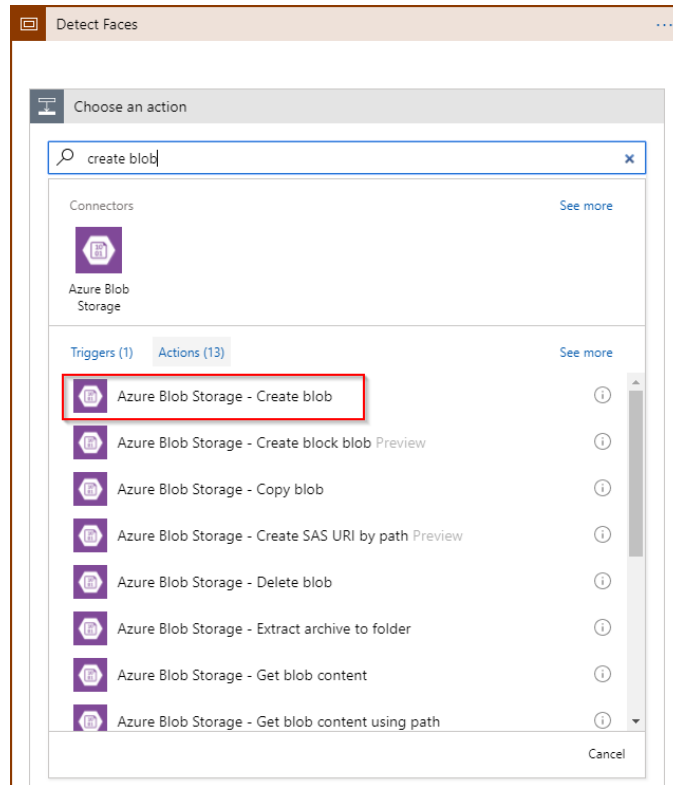 Detect Faces
...
Choose an action
create blob
Connectors
See more
Azure Blob
Storage
Triggers (1) Actions (13) See more
Azure Blob Storage - Create blob
Azure Blob Storage - Create block blob Preview
Azure Blob Storage - Copy blob
Azure Blob Storage - Create SAS URI by path Preview
Azure Blob Storage - Delete blob
Azure Blob Storage - Extract archive to folder
Azure Blob Storage - Get blob content
Azure Blob Storage - Get blob content using path
Cancel